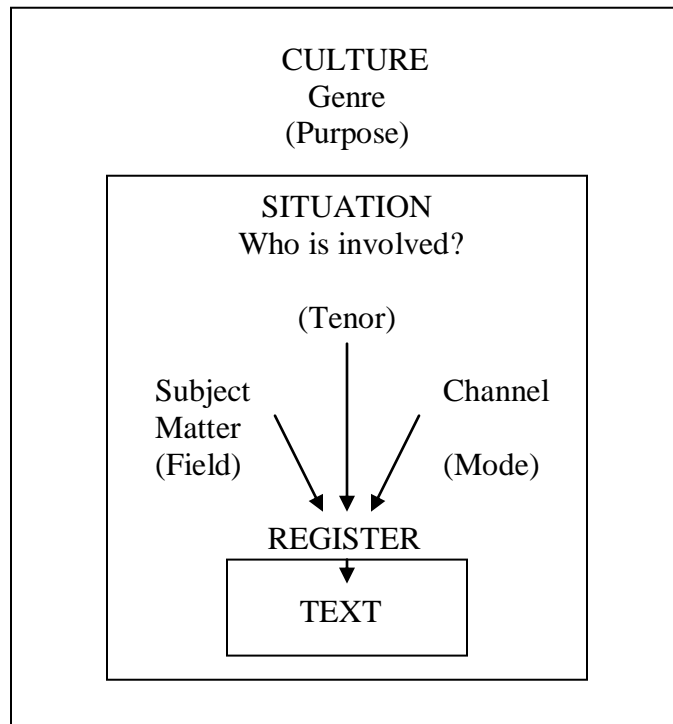 CULTURE
Genre
(Purpose)
SITUATION
Who is involved?
(Tenor)
Subject
Matter
(Field)
Channel
(Mode)
REGISTER
TEXT